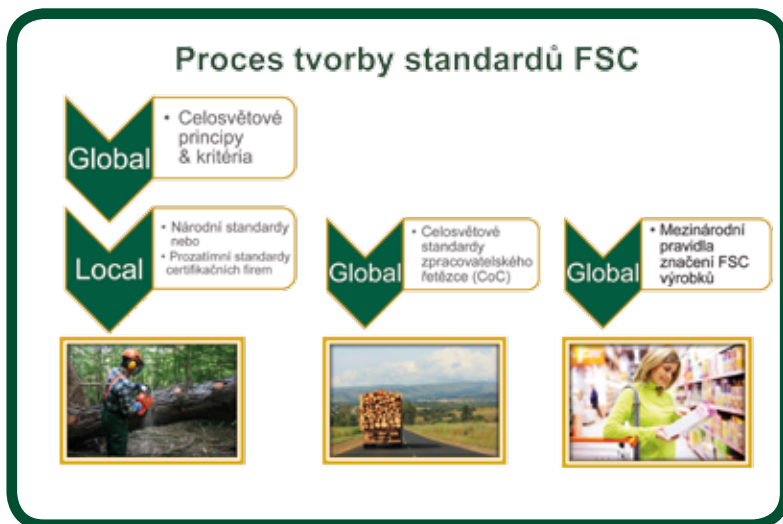 Proces tvorby standardů FSC
Global
• Celosvětové
principy
& kritéria
Local
• Národní standardy
nebo
• Prozatímní standardy
certifikačních firem
Global
• Celosvětové
standardy
zpracovatelského
řetězce (CoC)
Global
• Mezinárodní
pravidla
značení FSC
výrobků